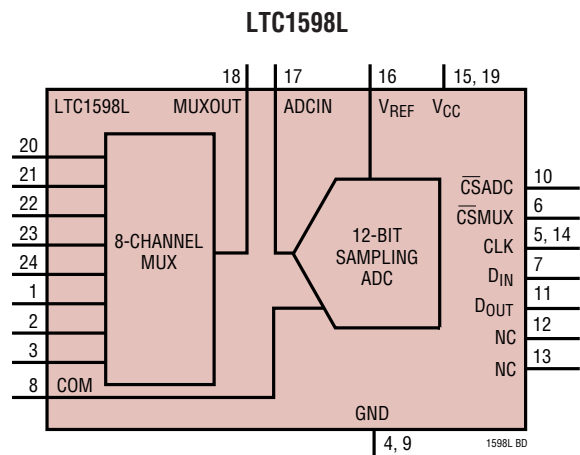 LTC1598L
18 17 16 15, 19
LTC1598L MUXOUT ADCIN VREF VCC
20
21
22
23
24
1
2
3
8 COM
8-CHANNEL
MUX
12-BIT
SAMPLING
ADC
C̅S̅ADC 10
C̅S̅MUX 6
CLK 5, 14
DIN 7
DOUT 11
NC 12
NC 13
GND
4, 9
1598L BD